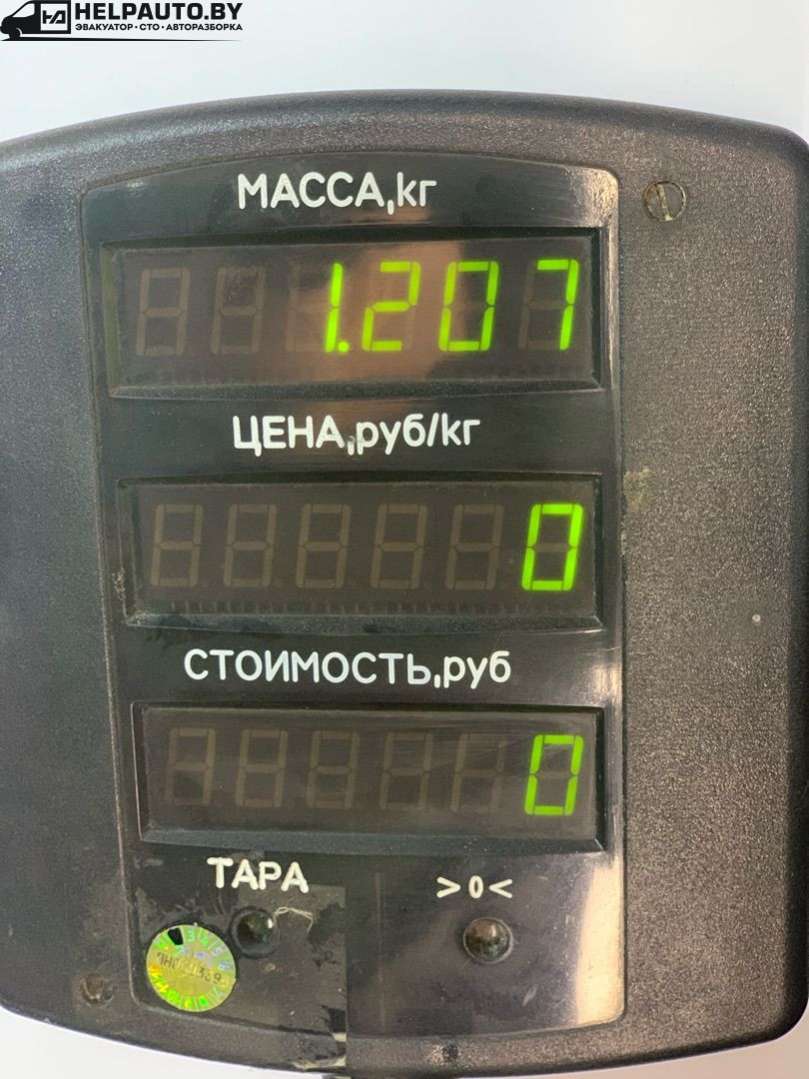 HELPAUTO.BY
ЭВАКУАТОР • СТО • АВТОРАЗБОРКА
МАССА,кг
1.207
ЦЕНА,руб/кг
0
СТОИМОСТЬ,руб
0
ТАРА >0<